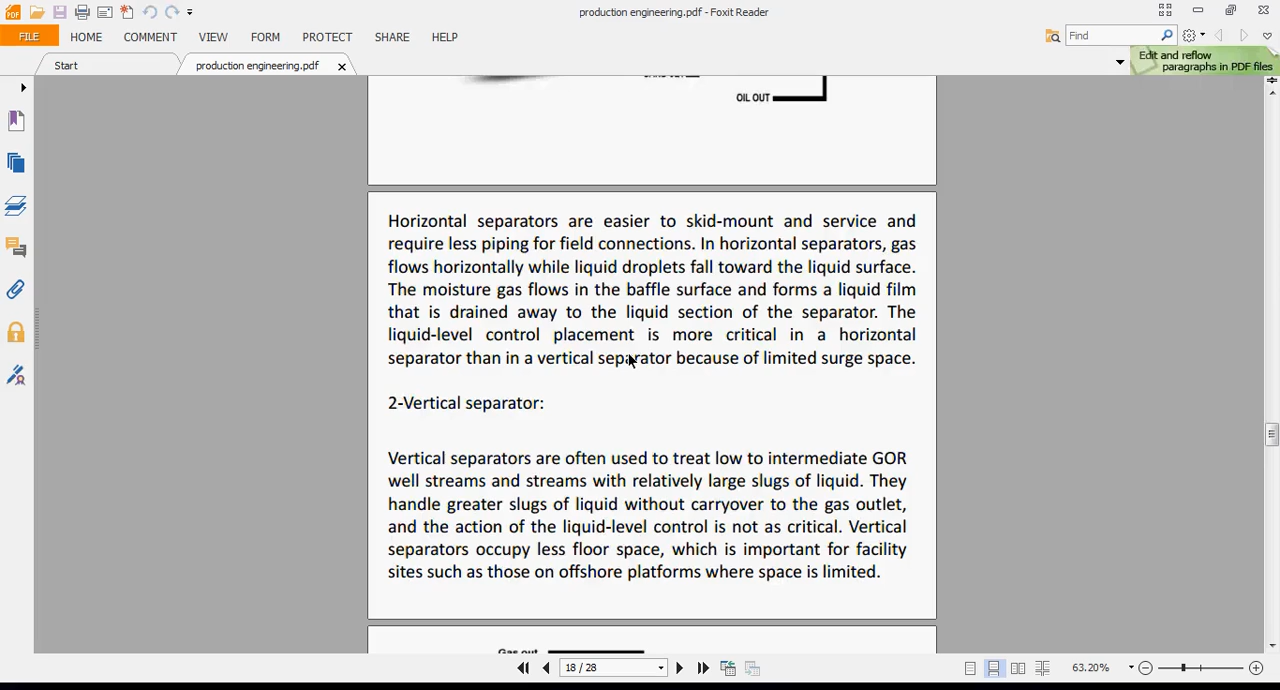 production engineering.pdf - Foxit Reader
FILE HOME COMMENT VIEW FORM PROTECT SHARE HELP
Find
Start production engineering.pdf
Edit and reflow
paragraphs in PDF files
OIL OUT
Horizontal separators are easier to skid-mount and service and
require less piping for field connections. In horizontal separators, gas
flows horizontally while liquid droplets fall toward the liquid surface.
The moisture gas flows in the baffle surface and forms a liquid film
that is drained away to the liquid section of the separator. The
liquid-level control placement is more critical in a horizontal
separator than in a vertical separator because of limited surge space.
2-Vertical separator:
Vertical separators are often used to treat low to intermediate GOR
well streams and streams with relatively large slugs of liquid. They
handle greater slugs of liquid without carryover to the gas outlet,
and the action of the liquid-level control is not as critical. Vertical
separators occupy less floor space, which is important for facility
sites such as those on offshore platforms where space is limited.
Gas out
18 / 28
63.20%